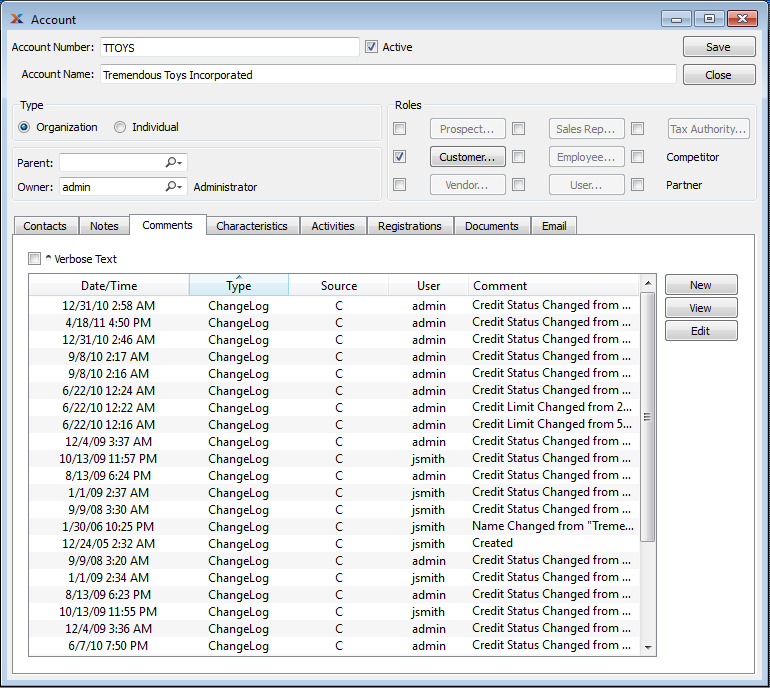 Account
Account Number: TTOYS Active Save
Account Name: Tremendous Toys Incorporated Close
Type Roles
Organization Individual Prospect... Sales Rep... Tax Authority...
Parent: Customer... Employee... Competitor
Owner: admin Administrator Vendor... User... Partner
Contacts Notes Comments Characteristics Activities Registrations Documents Email
^ Verbose Text
Date/Time Type Source User Comment New
12/31/10 2:58 AM ChangeLog C admin Credit Status Changed from ... View
4/18/11 4:50 PM ChangeLog C admin Credit Status Changed from ... Edit
12/31/10 2:46 AM ChangeLog C admin Credit Status Changed from ...
9/8/10 2:17 AM ChangeLog C admin Credit Status Changed from ...
9/8/10 2:16 AM ChangeLog C admin Credit Status Changed from ...
6/22/10 12:24 AM ChangeLog C admin Credit Status Changed from ...
6/22/10 12:22 AM ChangeLog C admin Credit Limit Changed from 2...
6/22/10 12:16 AM ChangeLog C admin Credit Limit Changed from 5...
12/4/09 3:37 AM ChangeLog C admin Credit Status Changed from ...
10/13/09 11:57 PM ChangeLog C jsmith Credit Status Changed from ...
8/13/09 6:24 PM ChangeLog C admin Credit Status Changed from ...
1/1/09 2:37 AM ChangeLog C jsmith Credit Status Changed from ...
9/9/08 3:30 AM ChangeLog C jsmith Credit Status Changed from ...
1/30/06 10:25 PM ChangeLog C jsmith Name Changed from "Treme...
12/24/05 2:32 AM ChangeLog C jsmith Created
9/9/08 3:20 AM ChangeLog C admin Credit Status Changed from ...
1/1/09 2:34 AM ChangeLog C jsmith Credit Status Changed from ...
8/13/09 6:23 PM ChangeLog C admin Credit Status Changed from ...
10/13/09 11:55 PM ChangeLog C jsmith Credit Status Changed from ...
12/4/09 3:36 AM ChangeLog C admin Credit Status Changed from ...
6/7/10 7:50 PM ChangeLog C admin Credit Status Changed from ...